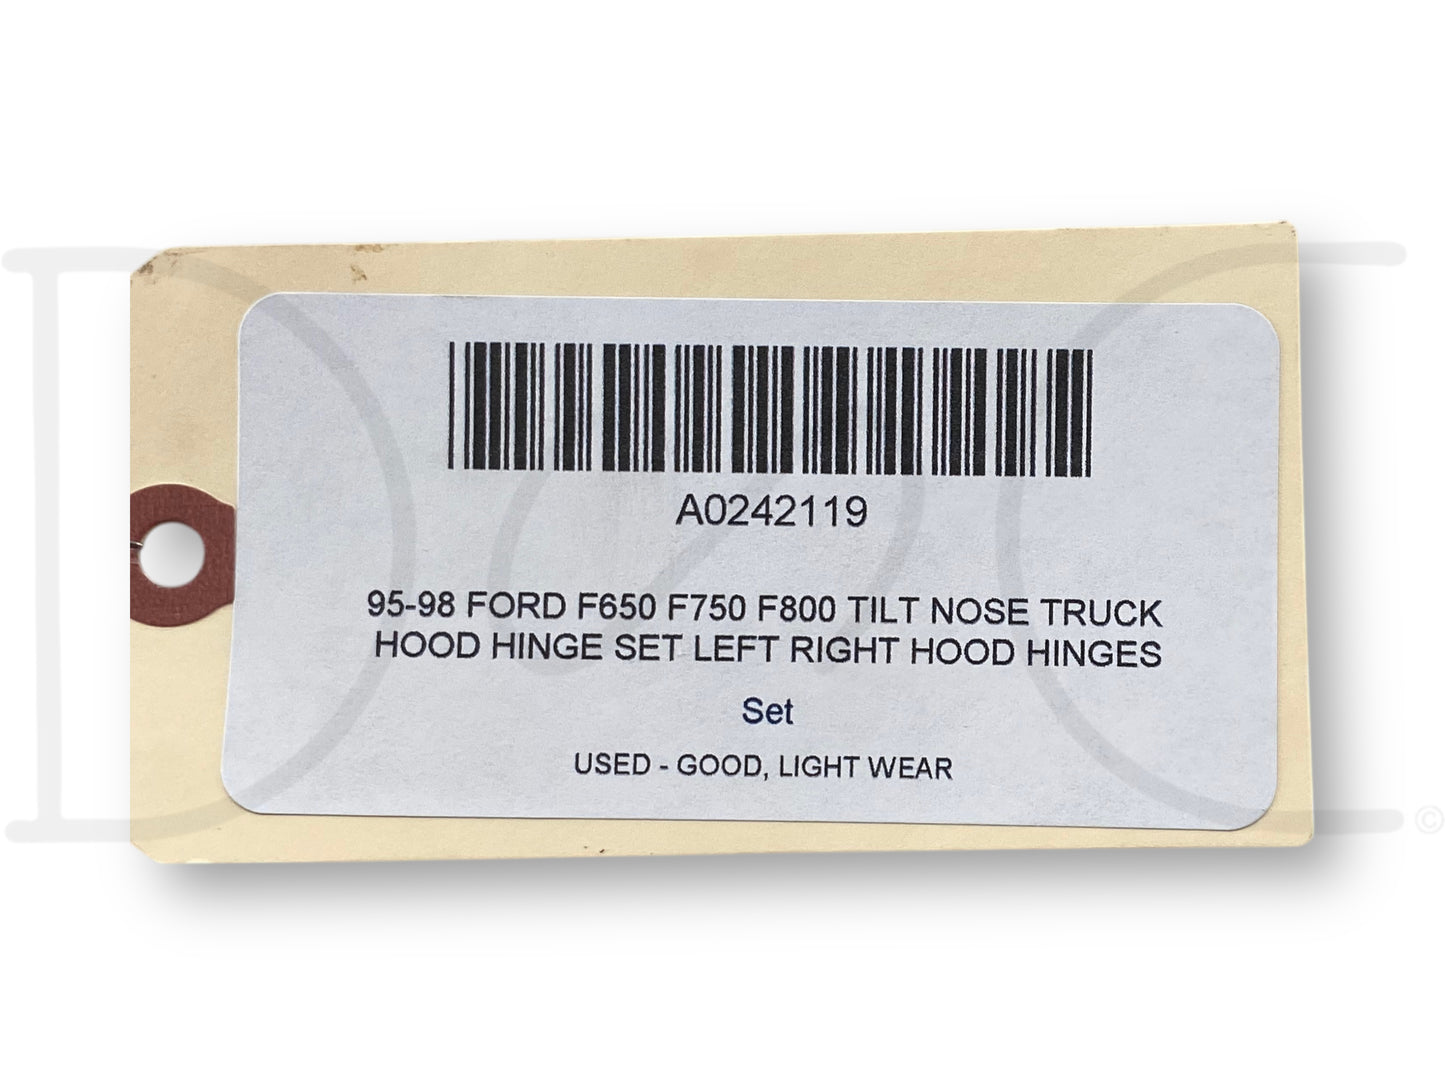 A0242119
95-98 FORD F650 F750 F800 TILT NOSE TRUCK
HOOD HINGE SET LEFT RIGHT HOOD HINGES
Set
USED - GOOD, LIGHT WEAR
©